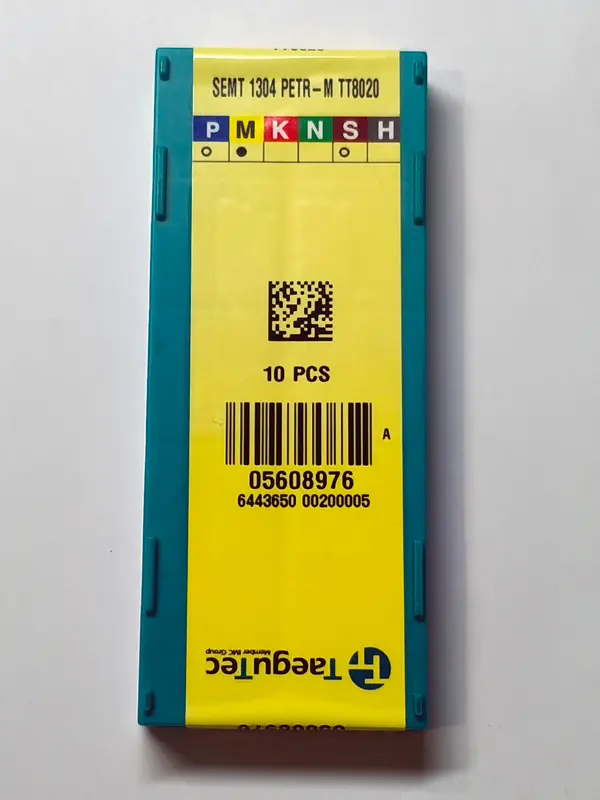 SEMT 1304 PETR-M TT8020
P M K N S H
10 PCS
A
05608976
6443650 00200005
TaeguTec
Member IMC Group